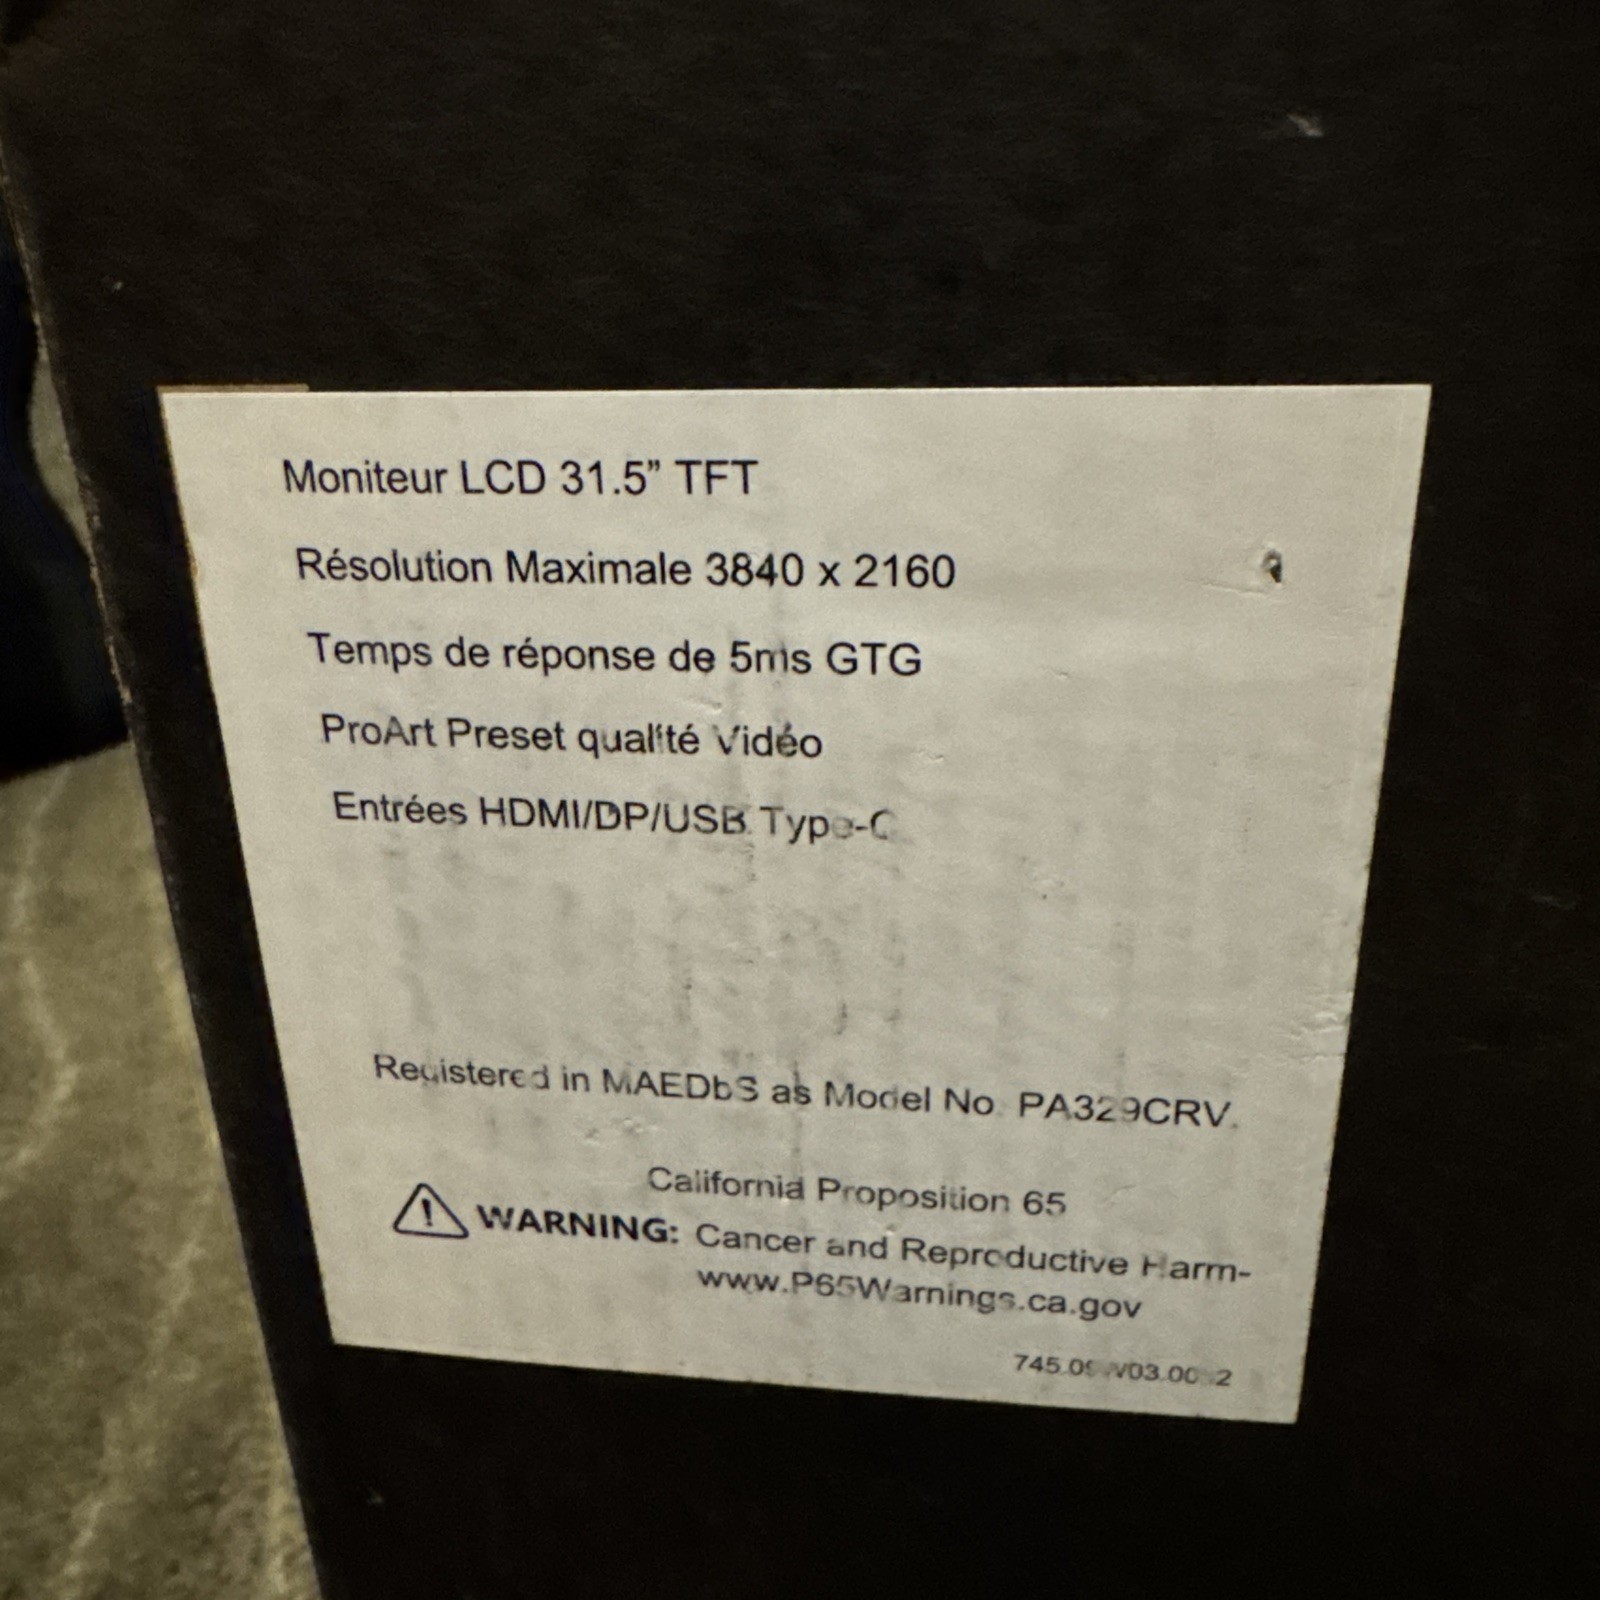 Moniteur LCD 31.5” TFT
Résolution Maximale 3840 x 2160
Temps de réponse de 5ms GTG
ProArt Preset qualité Vidéo
Entrées HDMI/DP/USB Type-C
Registered in MAEDbS as Model No. PA329CRV.
California Proposition 65
WARNING: Cancer and Reproductive Harm-
www.P65Warnings.ca.gov